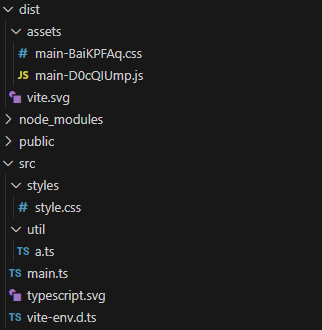 dist
assets
# main-BaiKPFAq.css
JS main-D0cQIUmp.js
vite.svg
node_modules
public
src
styles
# style.css
util
TS a.ts
TS main.ts
typescript.svg
TS vite-env.d.ts